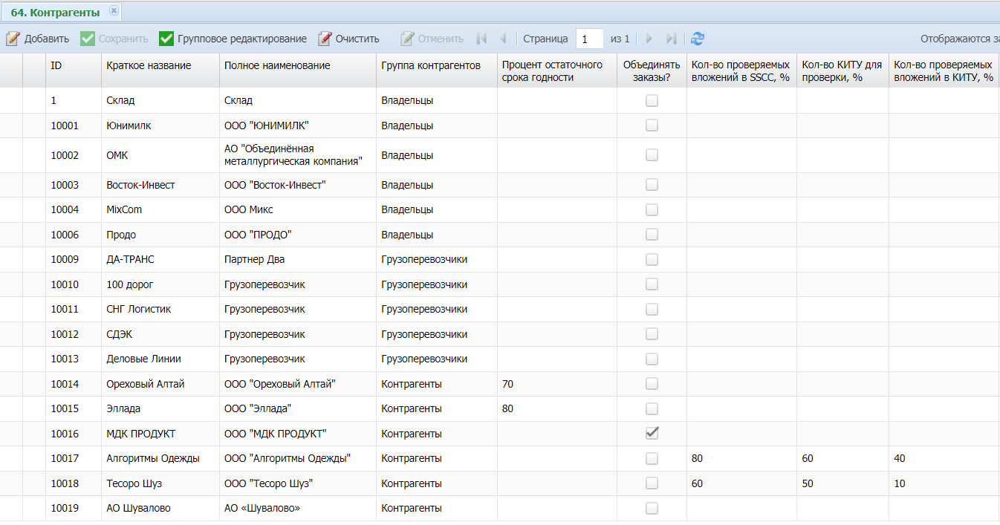 64. Контрагенты
Добавить Сохранить Групповое редактирование Очистить Отменить Страница 1 из 1 Отображаются
ID Краткое название Полное наименование Группа контрагентов Процент остаточного срока годности Объединять заказы? Кол-во проверяемых вложений в SSCC, % Кол-во КИТУ для проверки, % Кол-во проверяемых вложений в КИТУ, %
1 Склад Склад Владельцы
10001 Юнимилк ООО "ЮНИМИЛК" Владельцы
10002 ОМК АО "Объединённая металлургическая компания" Владельцы
10003 Восток-Инвест ООО "Восток-Инвест" Владельцы
10004 MixCom ООО Микс Владельцы
10006 Продо ООО "ПРОДО" Владельцы
10009 ДА-ТРАНС Партнер Два Грузоперевозчики
10010 100 дорог Грузоперевозчик Грузоперевозчики
10011 СНГ Логистик Грузоперевозчик Грузоперевозчики
10012 СДЭК Грузоперевозчик Грузоперевозчики
10013 Деловые Линии Грузоперевозчик Грузоперевозчики
10014 Ореховый Алтай ООО "Ореховый Алтай" Контрагенты 70
10015 Эллада ООО "Эллада" Контрагенты 80
10016 МДК ПРОДУКТ ООО "МДК ПРОДУКТ" Контрагенты
10017 Алгоритмы Одежды ООО "Алгоритмы Одежды" Контрагенты 80 60 40
10018 Тесоро Шуз ООО "Тесоро Шуз" Контрагенты 60 50 10
10019 АО Шувалово АО «Шувалово» Контрагенты